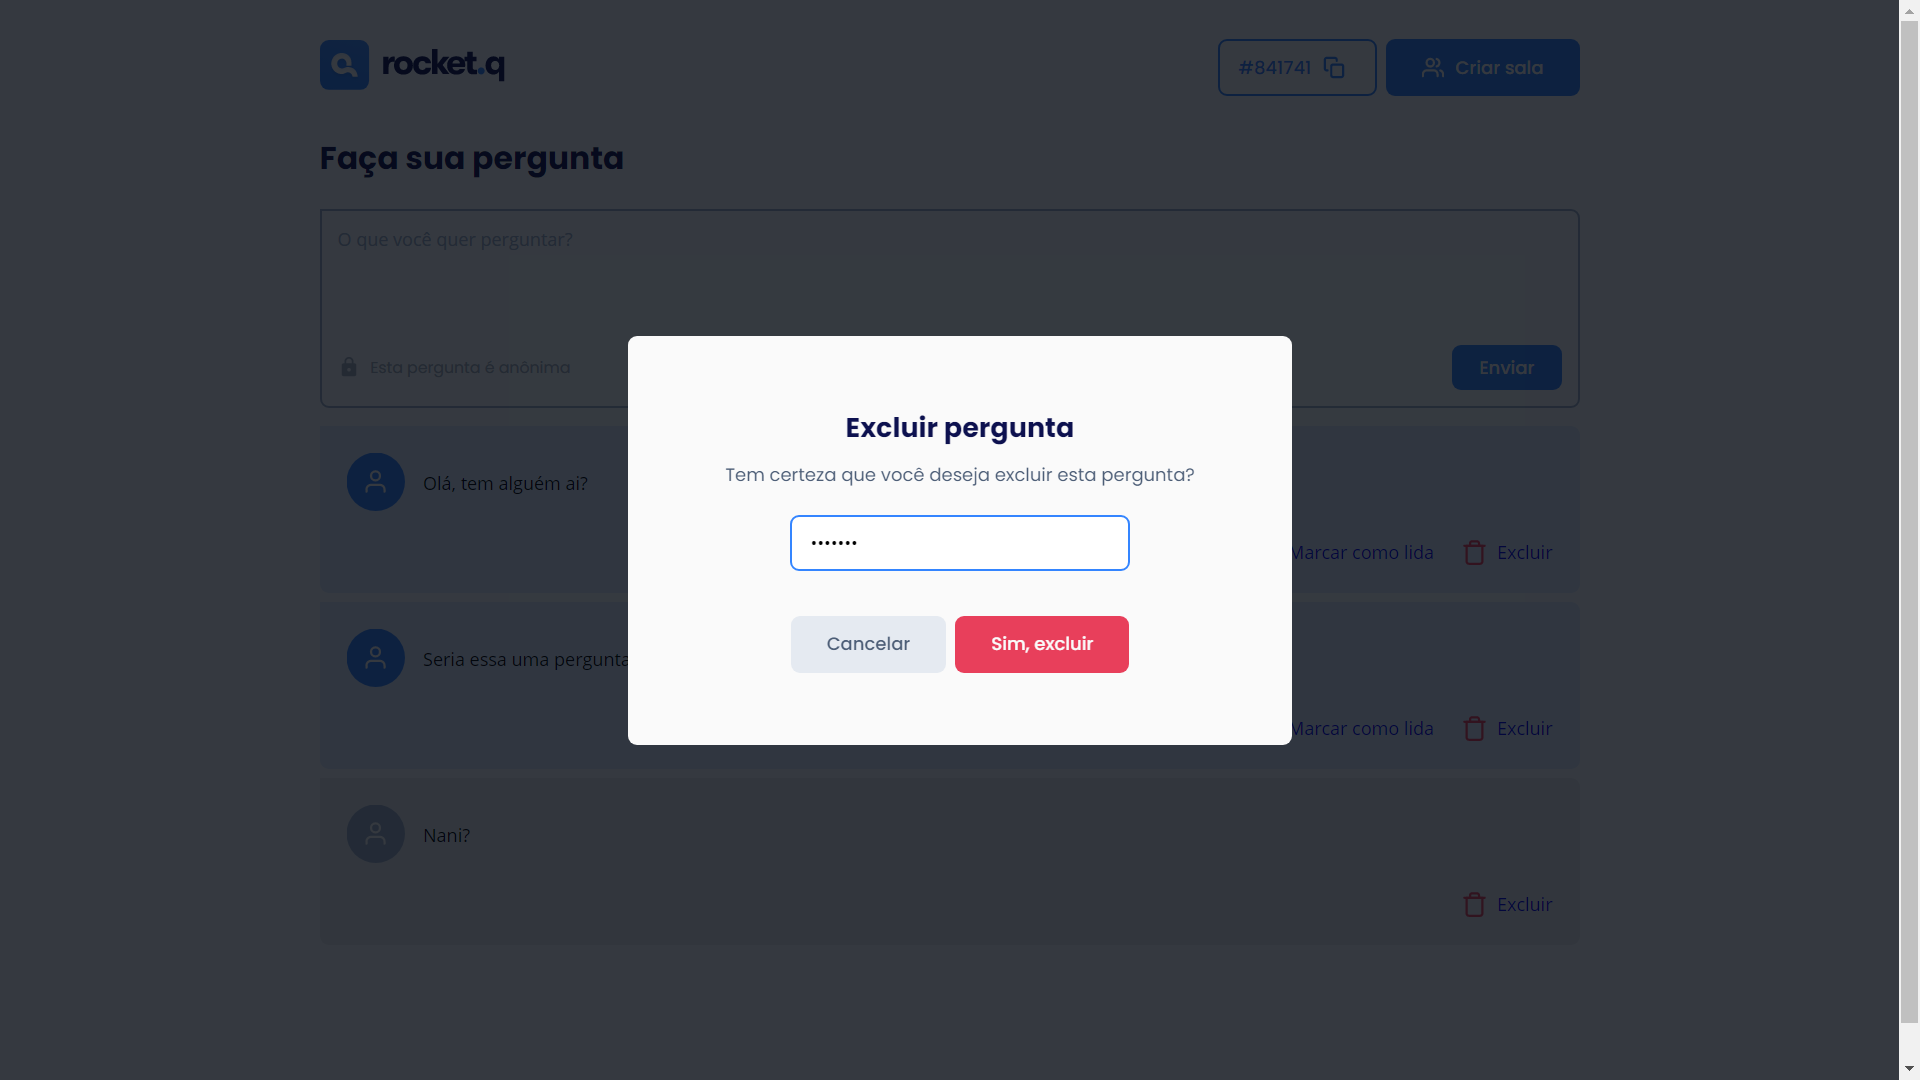 rocket.q
#841741
Criar sala
Faça sua pergunta
O que você quer perguntar?
Esta pergunta é anônima
Enviar
Excluir pergunta
Tem certeza que você deseja excluir esta pergunta?
•••••••
Cancelar
Sim, excluir
Olá, tem alguém ai?
Marcar como lida
Excluir
Seria essa uma pergunta
Marcar como lida
Excluir
Nani?
Excluir